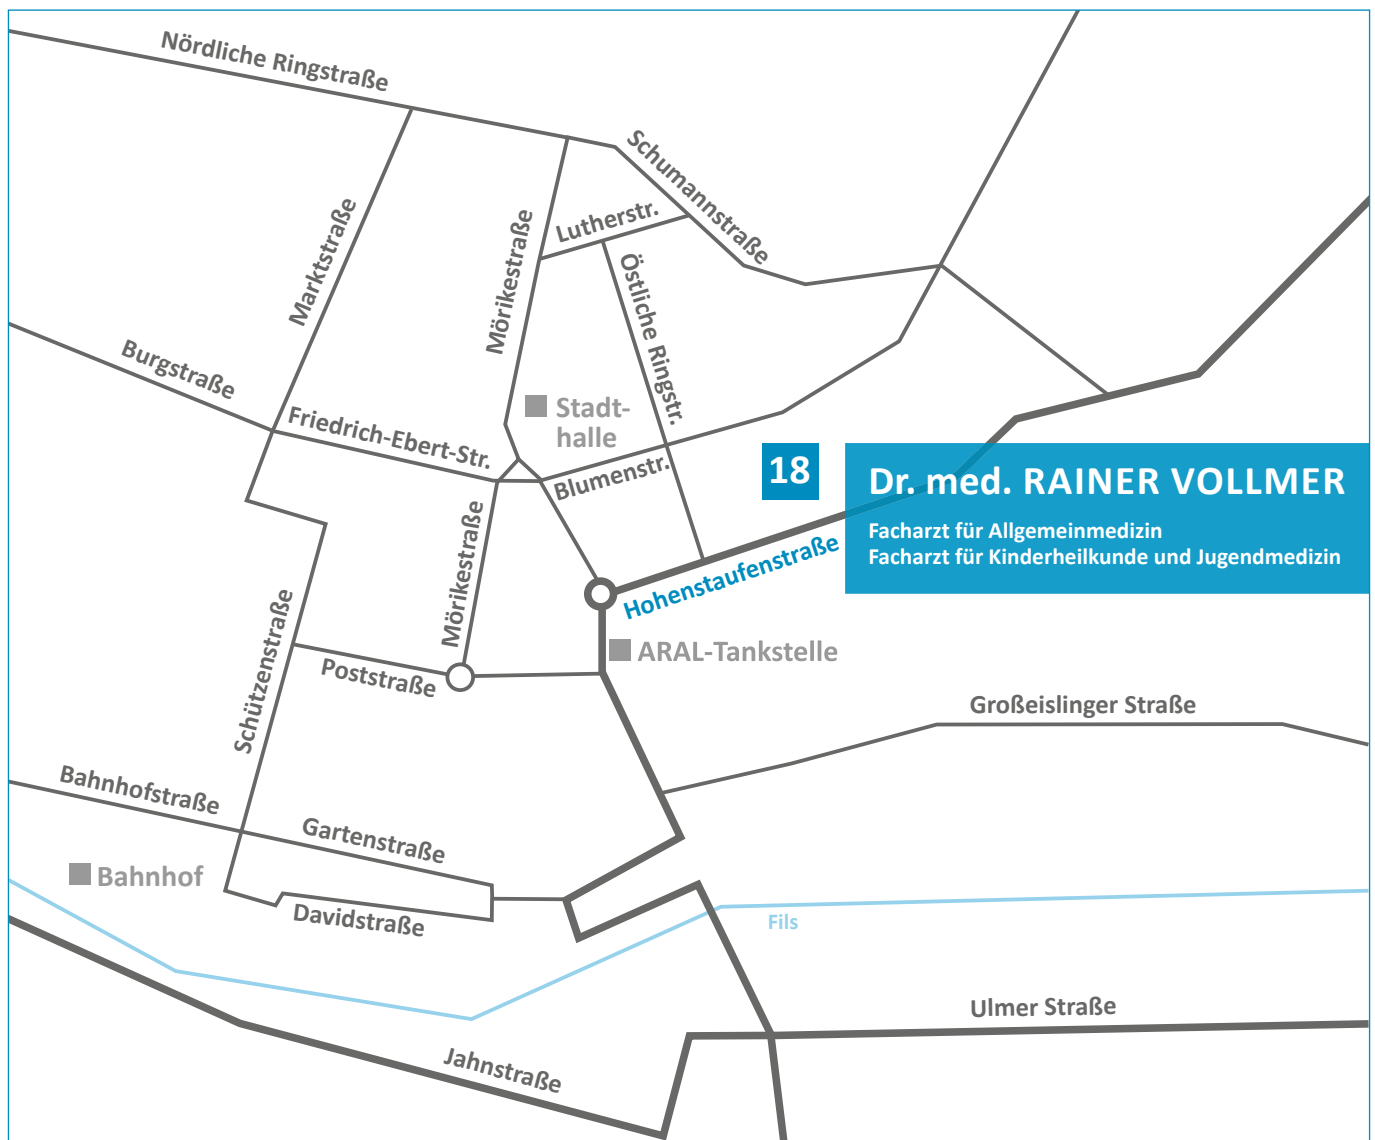 Nördliche Ringstraße
Schumannstraße
Marktstraße
Mörikestraße
Lutherstr.
Östliche Ringstr.
Burgstraße
Friedrich-Ebert-Str.
Stadt-
halle
Blumenstr.
18
Dr. med. RAINER VOLLMER
Facharzt für Allgemeinmedizin
Facharzt für Kinderheilkunde und Jugendmedizin
Hohenstaufenstraße
Mörikestraße
Schützenstraße
ARAL-Tankstelle
Poststraße
Großeislinger Straße
Bahnhofstraße
Gartenstraße
Bahnhof
Davidstraße
Fils
Ulmer Straße
Jahnstraße